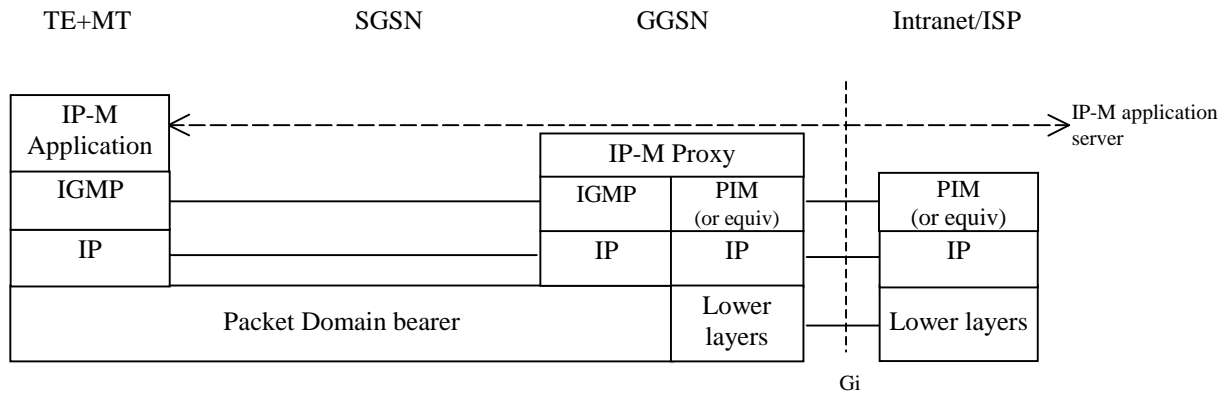 TE+MT
SGSN
GGSN
Intranet/ISP
IP-M
Application
IP-M application
server
IP-M Proxy
IGMP
IGMP
PIM
(or equiv)
PIM
(or equiv)
IP
IP
IP
IP
Packet Domain bearer
Lower
layers
Lower layers
Gi